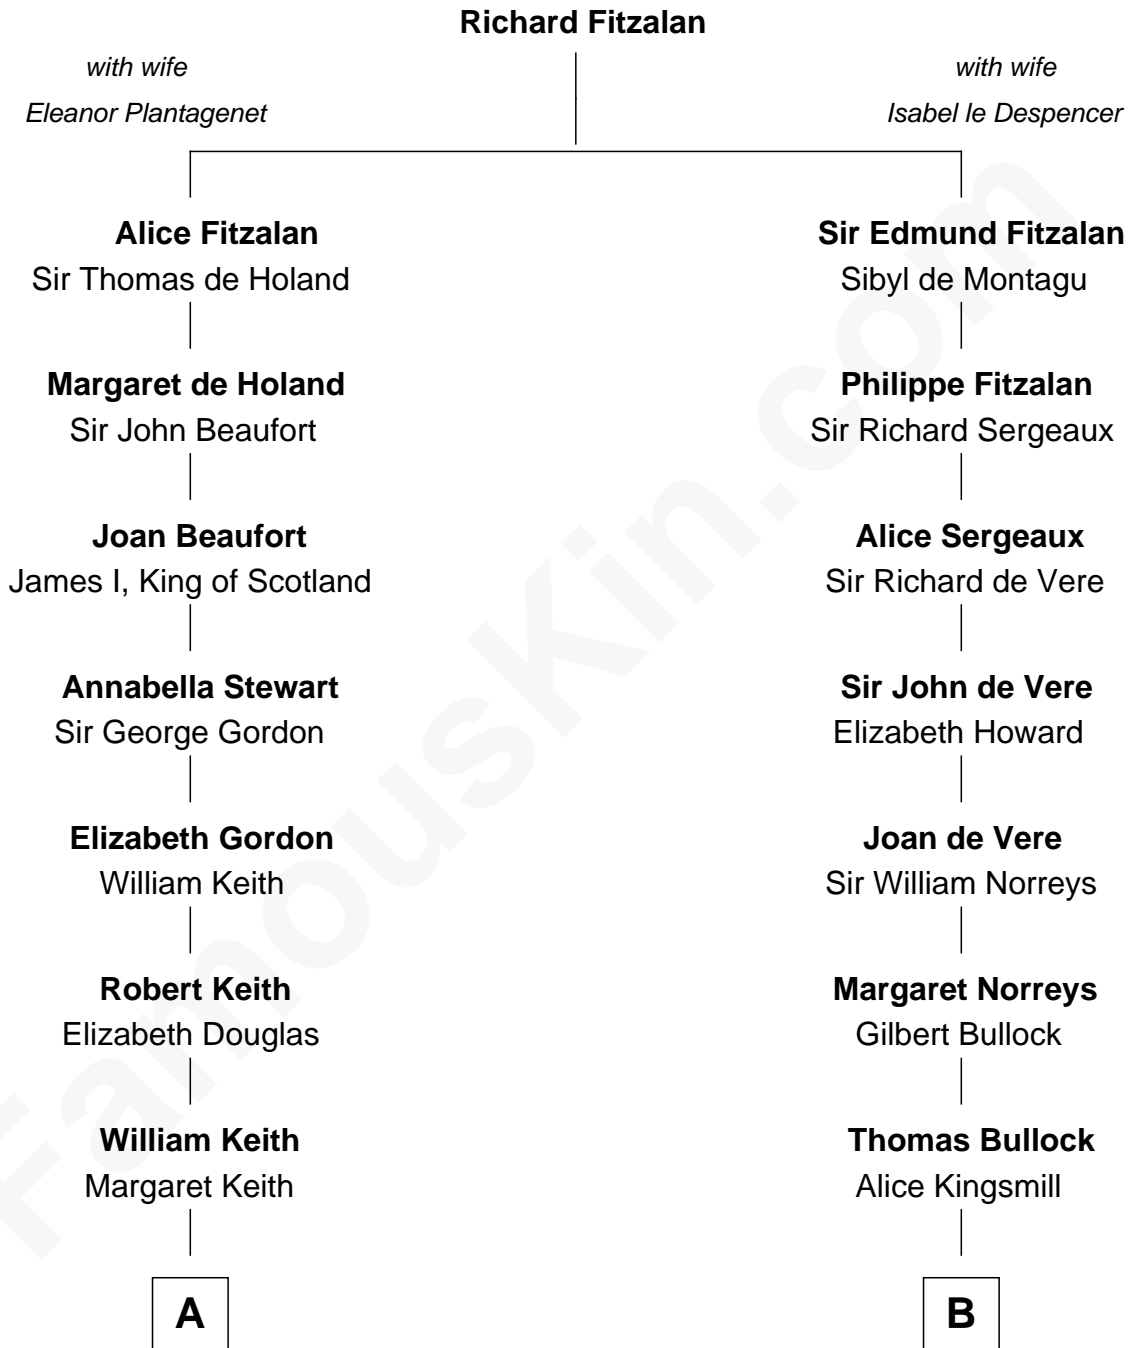 Richard Fitzalan
with wife
Eleanor Plantagenet
with wife
Isabel le Despencer
Alice Fitzalan
Sir Thomas de Holand
Sir Edmund Fitzalan
Sibyl de Montagu
Margaret de Holand
Sir John Beaufort
Philippe Fitzalan
Sir Richard Sergeaux
Joan Beaufort
James I, King of Scotland
Alice Sergeaux
Sir Richard de Vere
Annabella Stewart
Sir George Gordon
Sir John de Vere
Elizabeth Howard
Elizabeth Gordon
William Keith
Joan de Vere
Sir William Norreys
Robert Keith
Elizabeth Douglas
Margaret Norreys
Gilbert Bullock
William Keith
Margaret Keith
Thomas Bullock
Alice Kingsmill
A
B
FamousKin.com